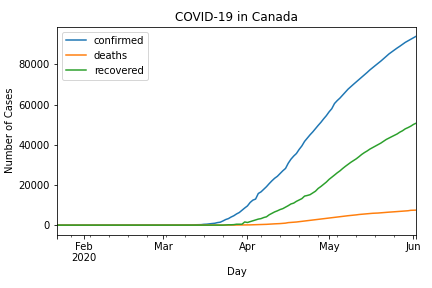 COVID-19 in Canada
confirmed
deaths
recovered
Number of Cases
80000
60000
40000
20000
0
Feb
2020
Mar
Apr
May
Jun
Day